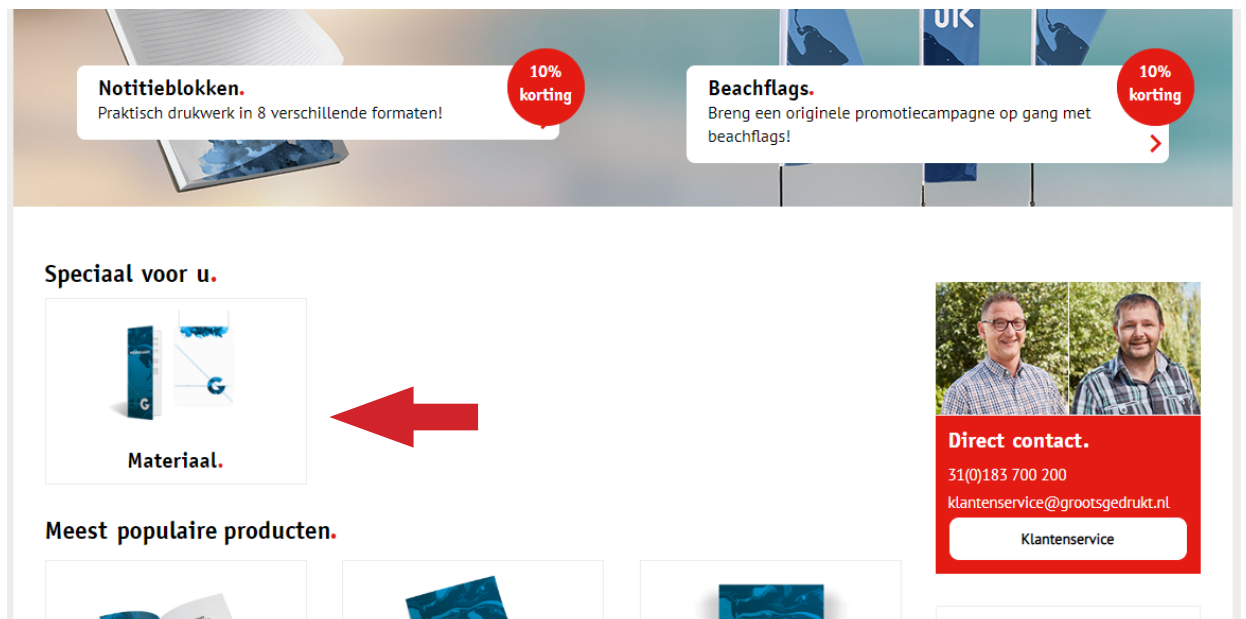 UK
Notitieblokken.
Praktisch drukwerk in 8 verschillende formaten!
10%
korting
Beachflags.
Breng een originele promotiecampagne op gang met
beachflags!
10%
korting
Speciaal voor u.
G
G
Materiaal.
Direct contact.
31(0)183 700 200
klantenservice@grootsgedrukt.nl
Klantenservice
Meest populaire producten.